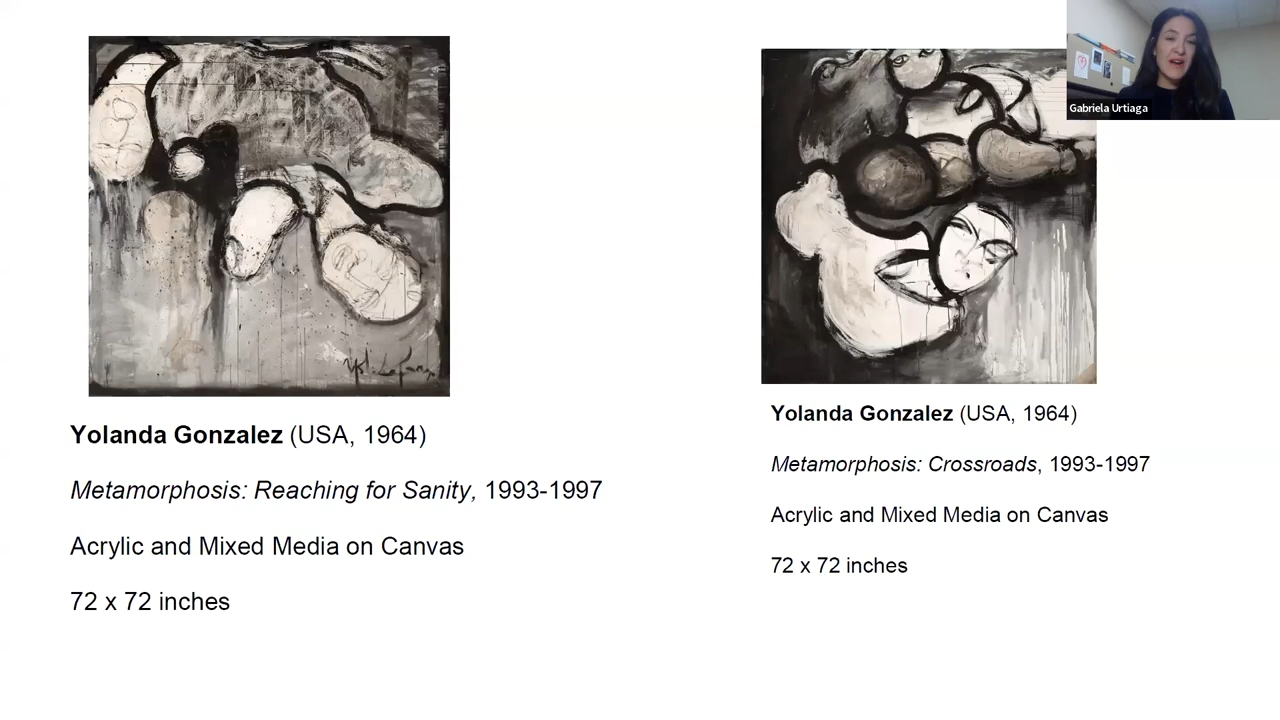 Gabriela Urtiaga
Yolanda Gonzalez (USA, 1964)
Metamorphosis: Reaching for Sanity, 1993-1997
Acrylic and Mixed Media on Canvas
72 x 72 inches
Yolanda Gonzalez (USA, 1964)
Metamorphosis: Crossroads, 1993-1997
Acrylic and Mixed Media on Canvas
72 x 72 inches